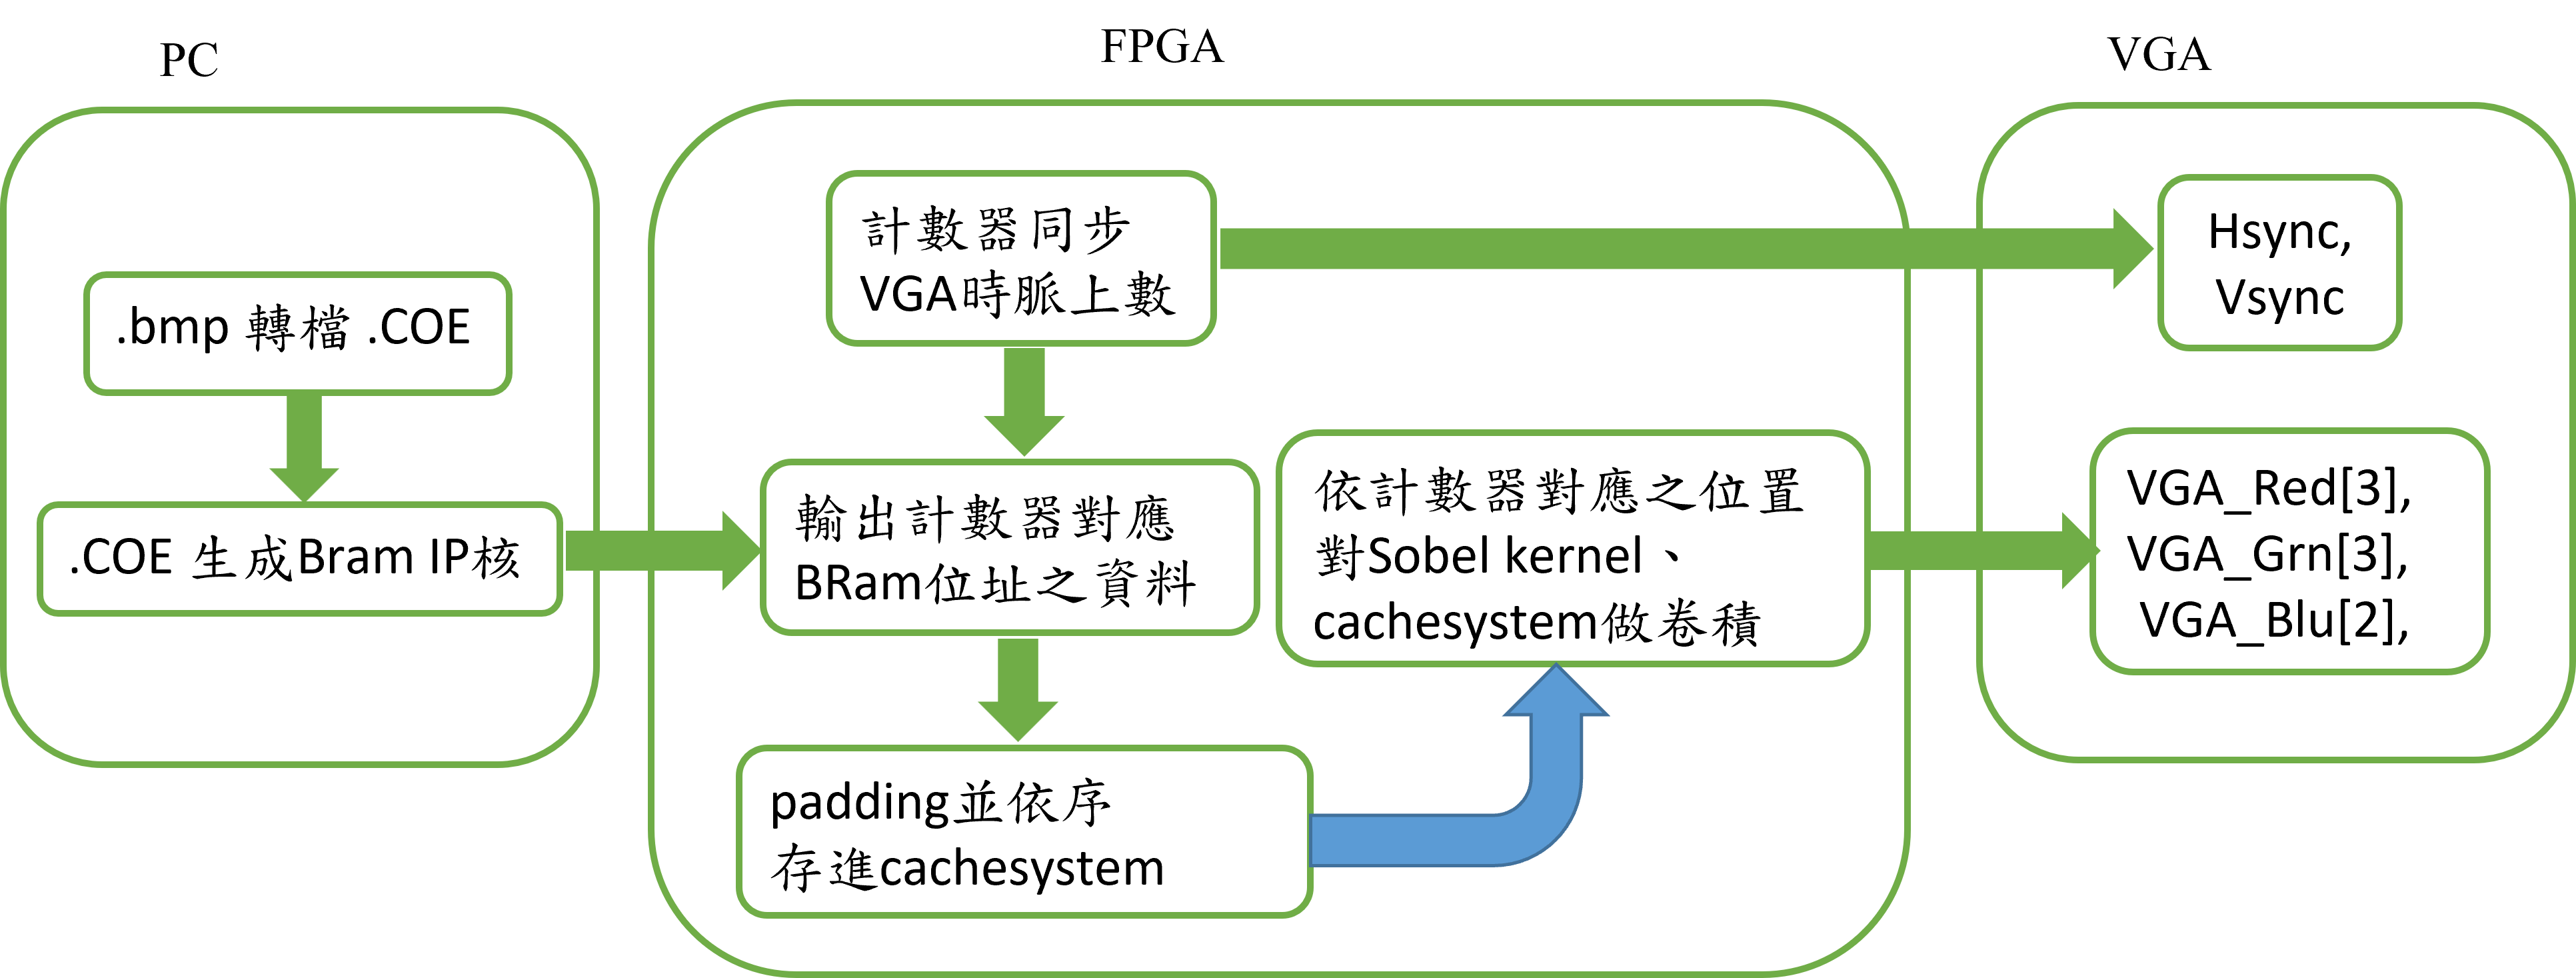 PC
.bmp 轉檔 .COE
.COE 生成Bram IP核
FPGA
計數器同步
VGA時脈上數
輸出計數器對應
BRam位址之資料
padding並依序
存進cachesystem
依計數器對應之位置
對Sobel kernel、
cachesystem做卷積
VGA
Hsync,
Vsync
VGA_Red[3],
VGA_Grn[3],
VGA_Blu[2],